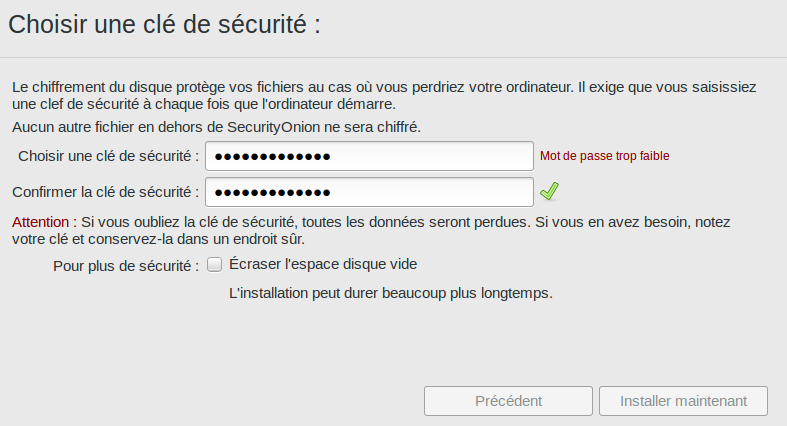 Choisir une clé de sécurité :
Le chiffrement du disque protège vos fichiers au cas où vous perdriez votre ordinateur. Il exige que vous saisissiez
une clef de sécurité à chaque fois que l'ordinateur démarre.
Aucun autre fichier en dehors de SecurityOnion ne sera chiffré.
Choisir une clé de sécurité : ●●●●●●●●●●●●● Mot de passe trop faible
Confirmer la clé de sécurité : ●●●●●●●●●●●●●
Attention : Si vous oubliez la clé de sécurité, toutes les données seront perdues. Si vous en avez besoin, notez
votre clé et conservez-la dans un endroit sûr.
Pour plus de sécurité : Écraser l'espace disque vide
L'installation peut durer beaucoup plus longtemps.
Précédent Installer maintenant